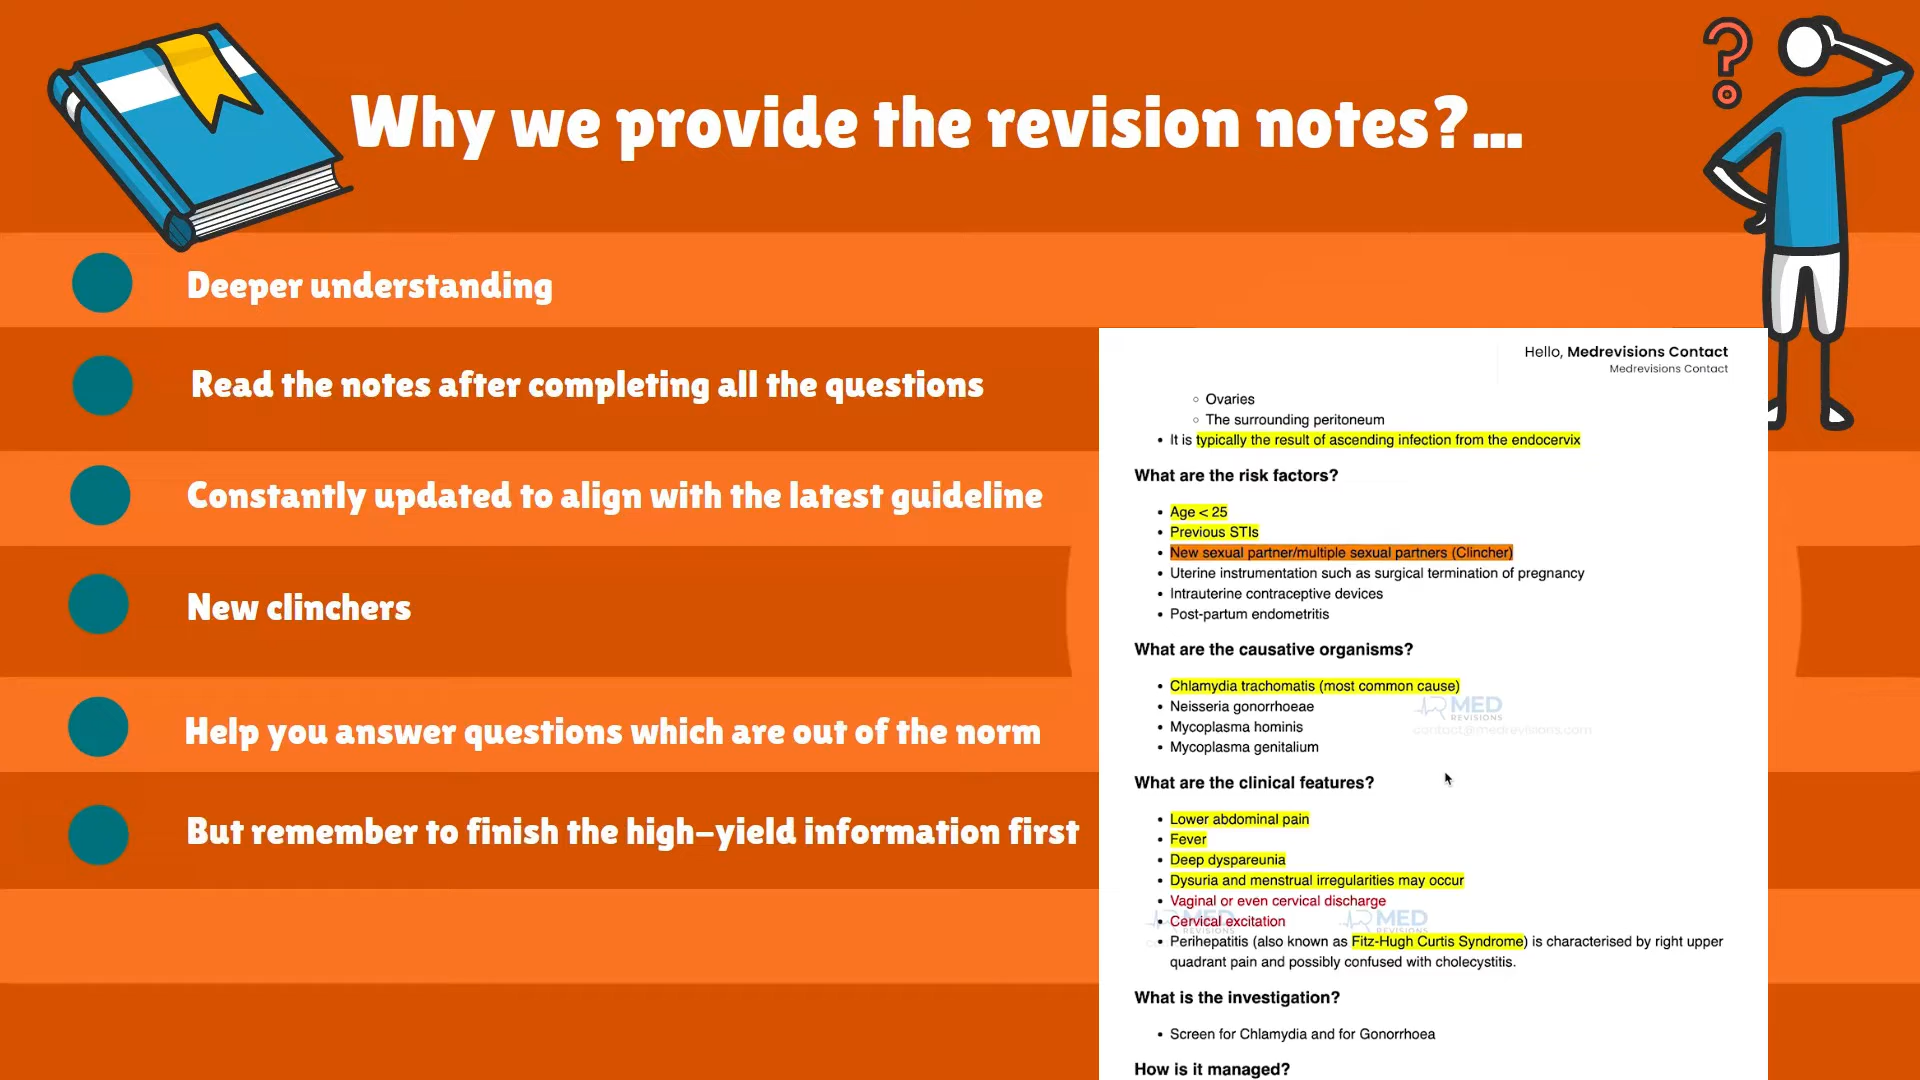 Why we provide the revision notes?...
Deeper understanding
Read the notes after completing all the questions
Constantly updated to align with the latest guideline
New clinchers
Help you answer questions which are out of the norm
But remember to finish the high-yield information first
Hello, Medrevisions Contact
Medrevisions Contact
Ovaries
The surrounding peritoneum
It is typically the result of ascending infection from the endocervix
What are the risk factors?
Age < 25
Previous STIs
New sexual partner/multiple sexual partners (Clincher)
Uterine instrumentation such as surgical termination of pregnancy
Intrauterine contraceptive devices
Post-partum endometritis
What are the causative organisms?
Chlamydia trachomatis (most common cause)
Neisseria gonorrhoeae
Mycoplasma hominis
Mycoplasma genitalium
MED
REVISIONS
contact@medrevisions.com
What are the clinical features?
Lower abdominal pain
Fever
Deep dyspareunia
Dysuria and menstrual irregularities may occur
Vaginal or even cervical discharge
Cervical excitation
MED
REVISIONS
MED
REVISIONS
Perihepatitis (also known as Fitz-Hugh Curtis Syndrome) is characterised by right upper
quadrant pain and possibly confused with cholecystitis.
What is the investigation?
Screen for Chlamydia and for Gonorrhoea
How is it managed?